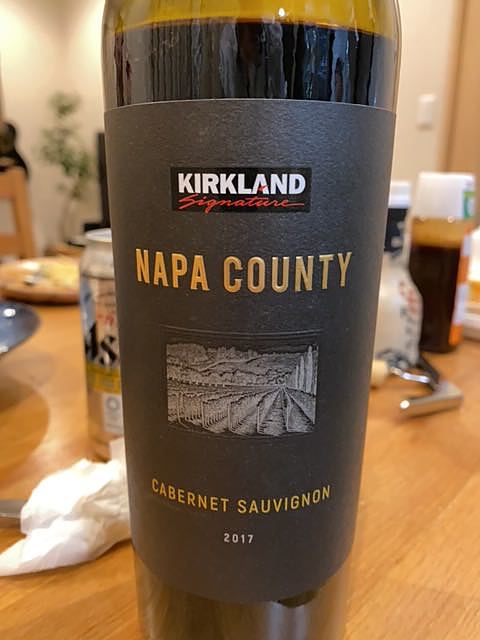 KIRKLAND
Signature
NAPA COUNTY
CABERNET SAUVIGNON
2017